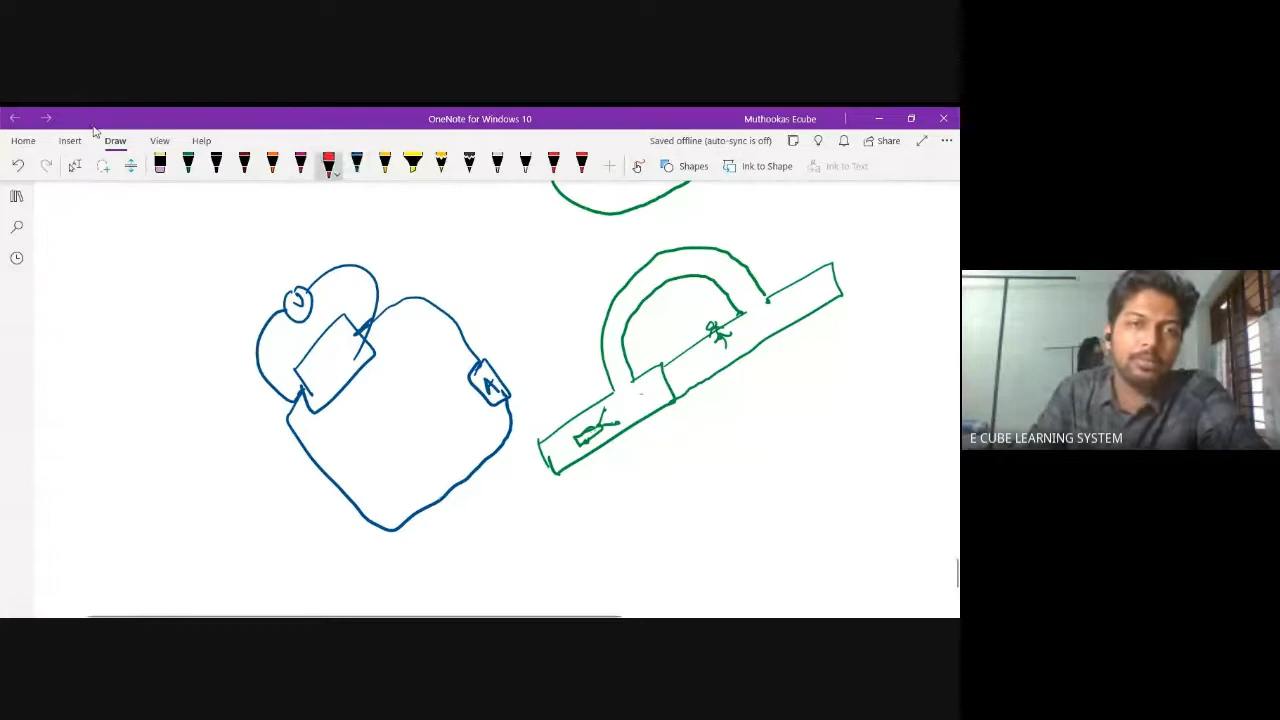 OneNote for Windows 10
Muthookas Ecube
Home
Insert
Draw
View
Help
Saved offline (auto-sync is off)
Share
Shapes
Ink to Shape
Ink to Text
A
E CUBE LEARNING SYSTEM